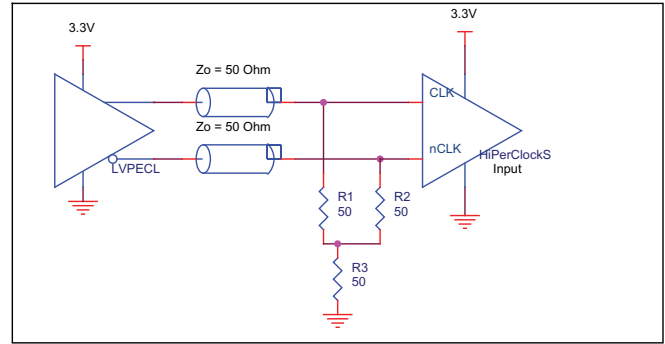 3.3V
3.3V
Zo = 50 Ohm
CLK
Zo = 50 Ohm
nCLK
HiPerClockS
LVPECL
Input
R1
50
R2
50
R3
50